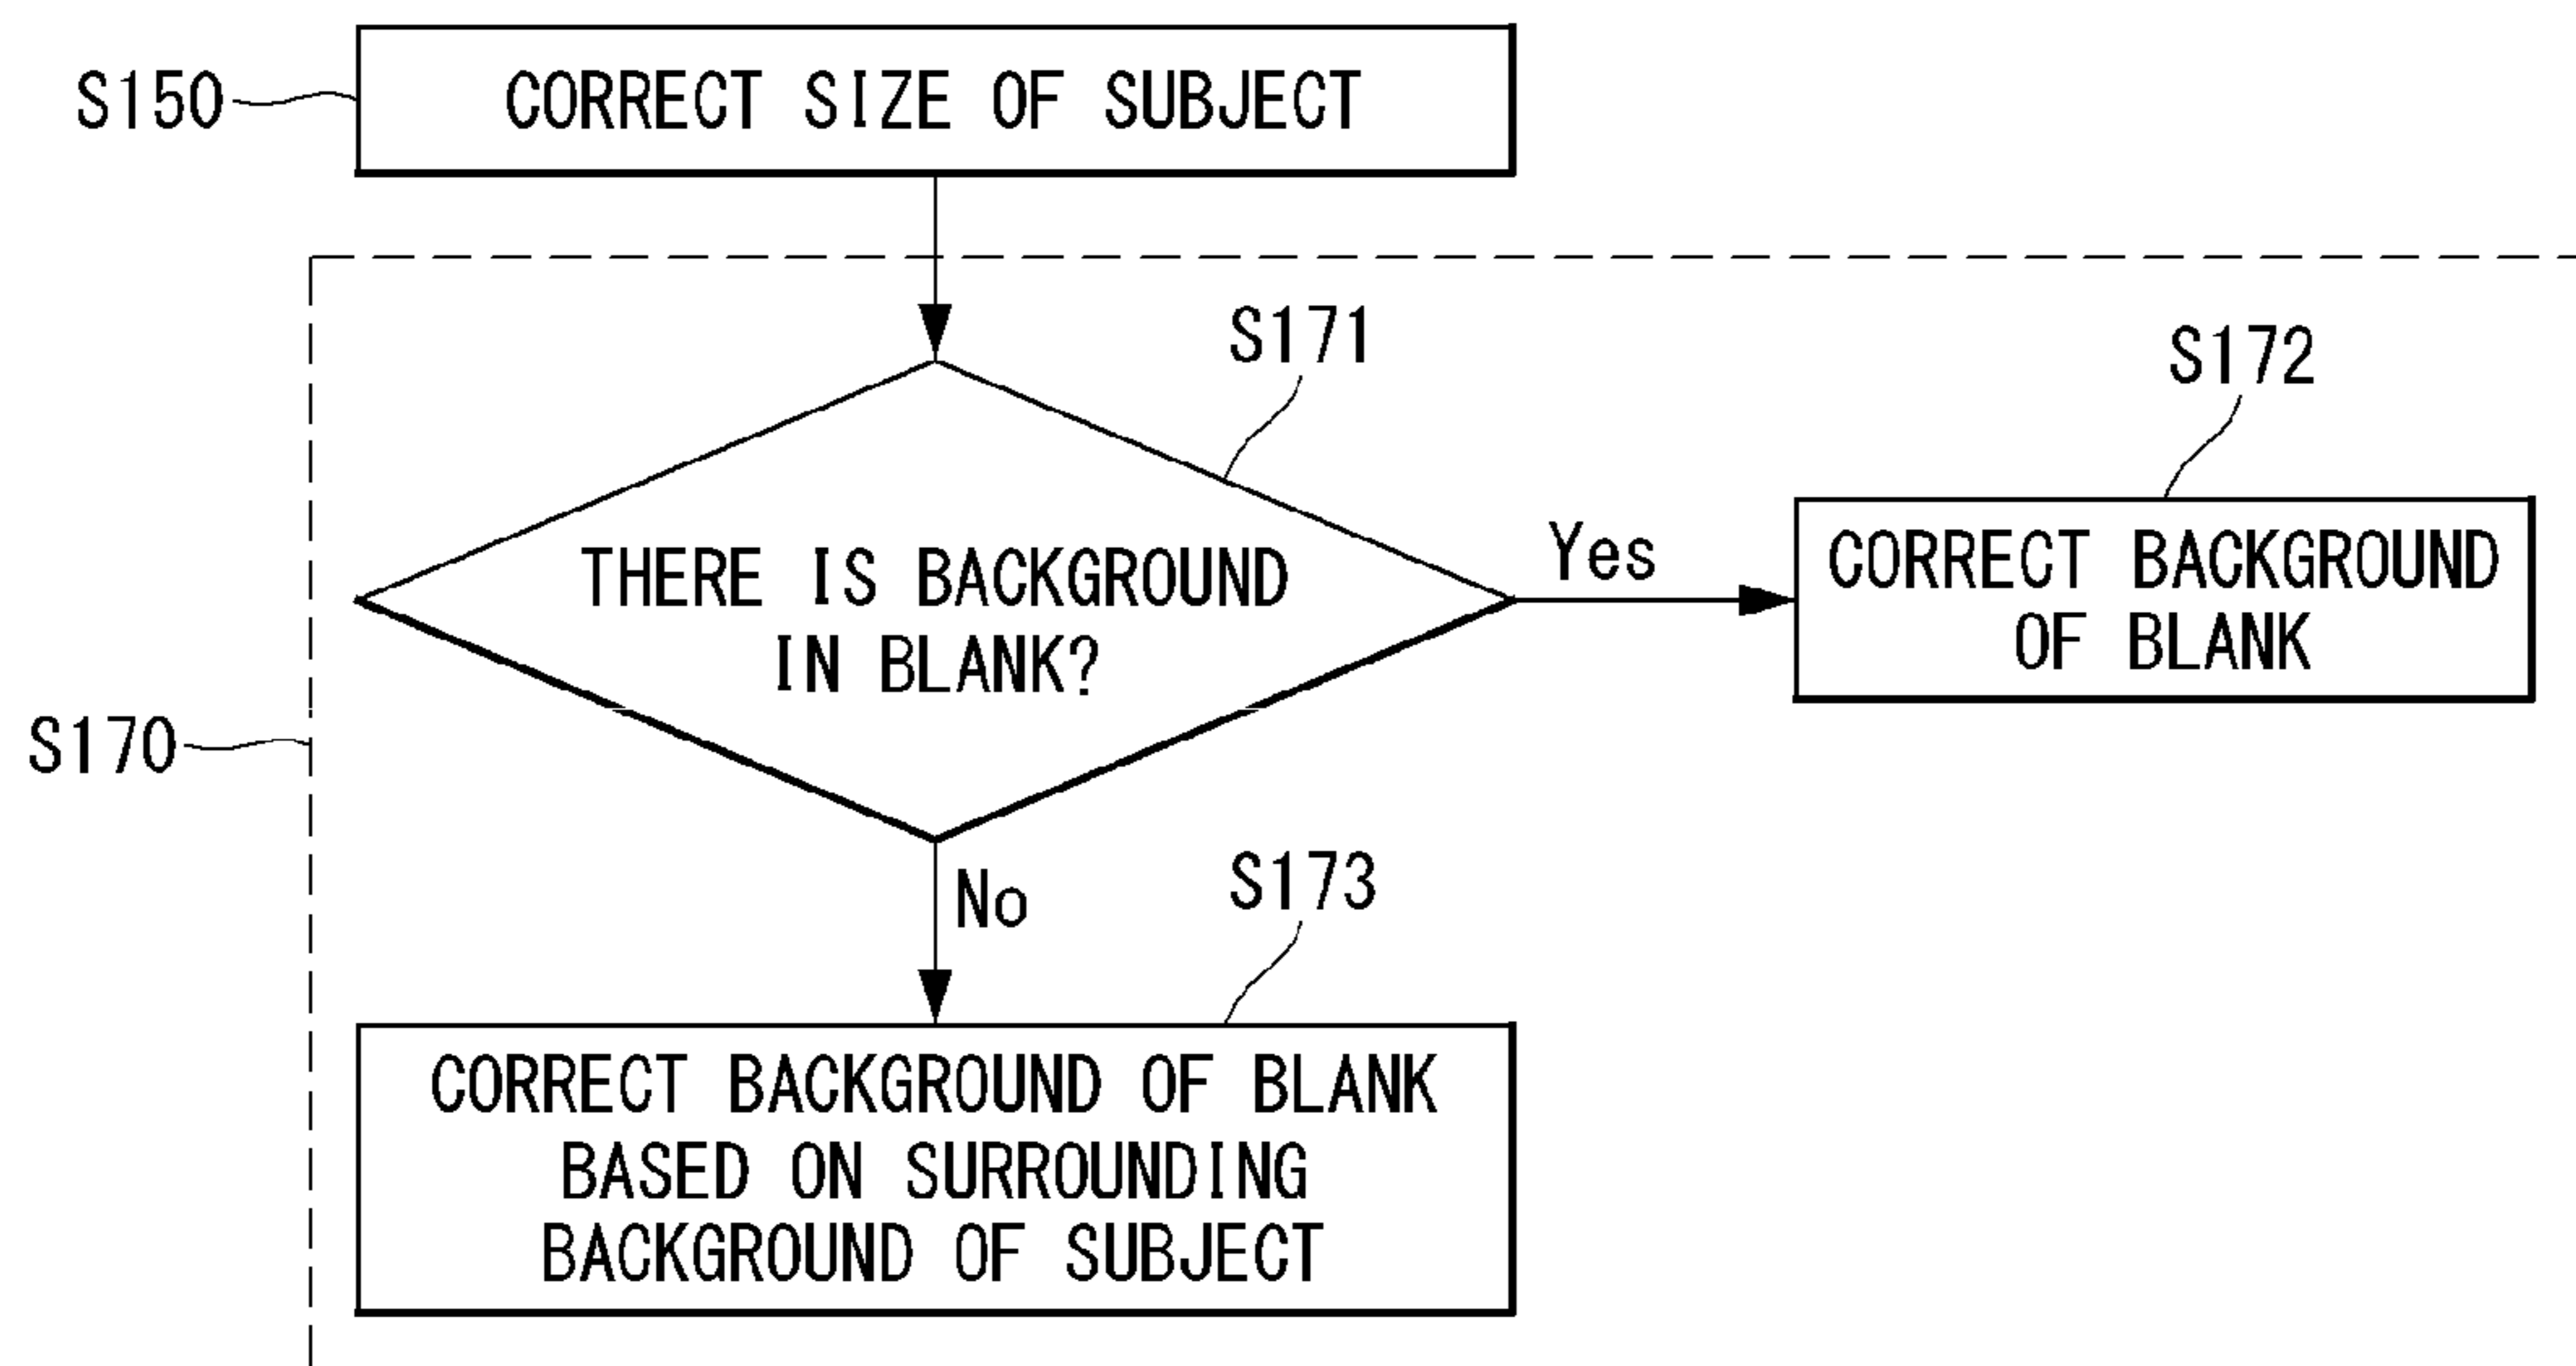 S150
CORRECT SIZE OF SUBJECT
S171
S172
THERE IS BACKGROUND
IN BLANK?
Yes
CORRECT BACKGROUND
OF BLANK
S170
No
S173
CORRECT BACKGROUND OF BLANK
BASED ON SURROUNDING
BACKGROUND OF SUBJECT